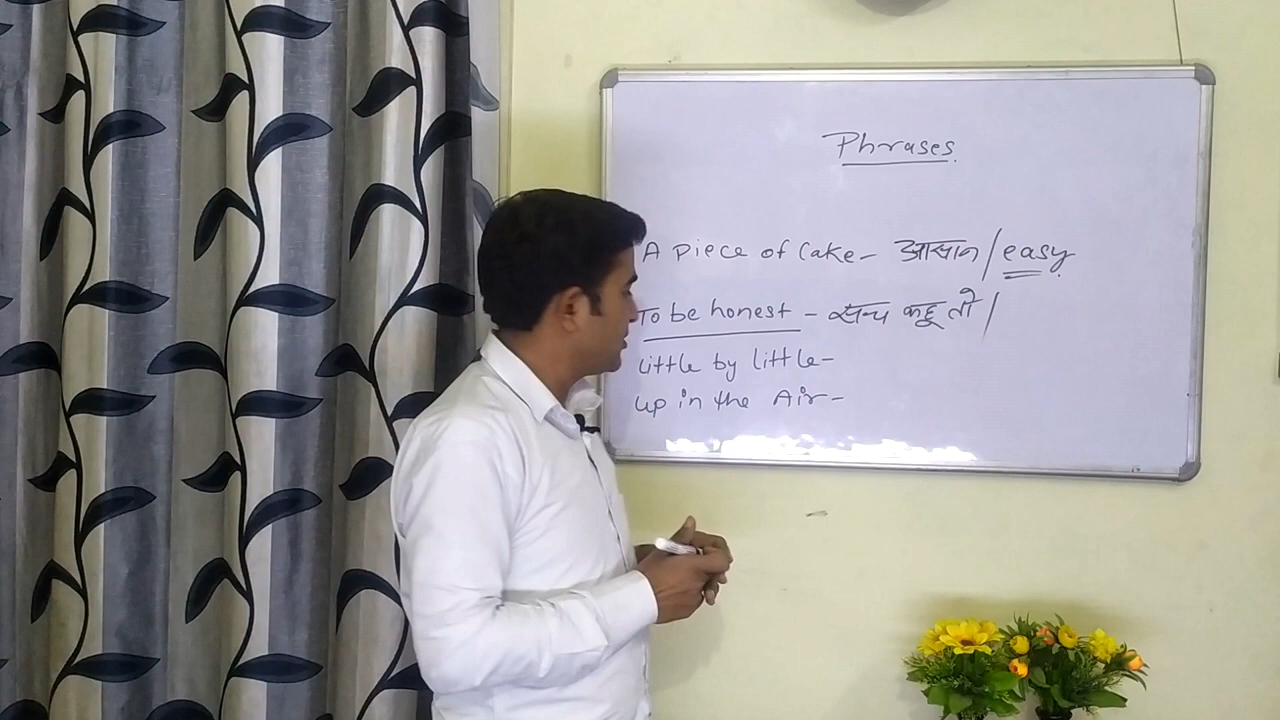 Phrases.
A piece of Cake - आसान / easy
To be honest - सच कहू तो /
Little by little -
up in the Air -